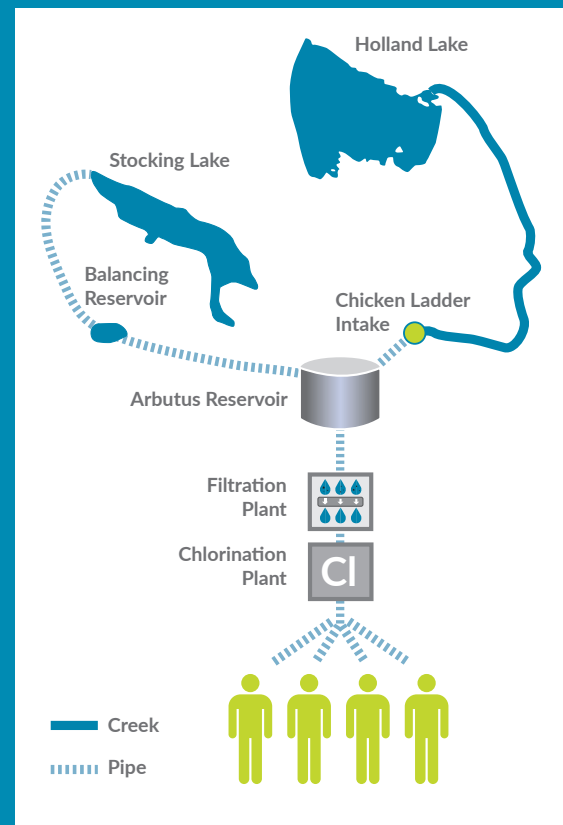 Holland Lake
Stocking Lake
Balancing
Reservoir
Chicken Ladder
Intake
Arbutus Reservoir
Filtration
Plant
Chlorination
Plant
Cl
Creek
Pipe